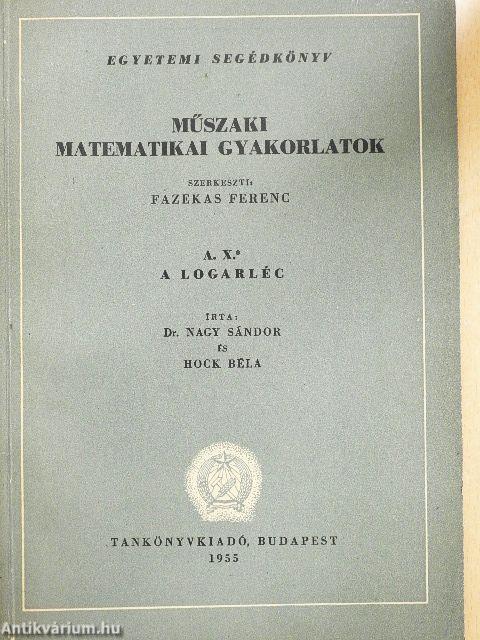 EGYETEMI SEGÉDKÖNYV
MŰSZAKI
MATEMATIKAI GYAKORLATOK
SZERKESZTI:
FAZEKAS FERENC
A. X.*
A LOGARLÉC
ÍRTA:
Dr. NAGY SÁNDOR
ÉS
HOCK BÉLA
TANKÖNYVKIADÓ, BUDAPEST
1955
Antikvárium.hu